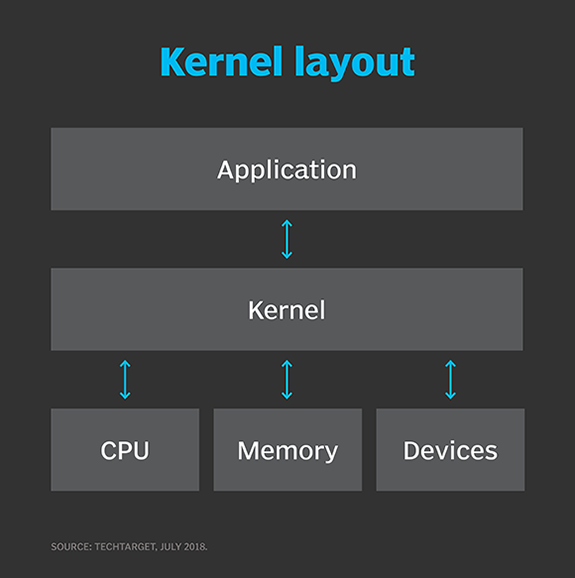 Kernel layout
Application
Kernel
CPU
Memory
Devices
SOURCE: TECHTARGET, JULY 2018.